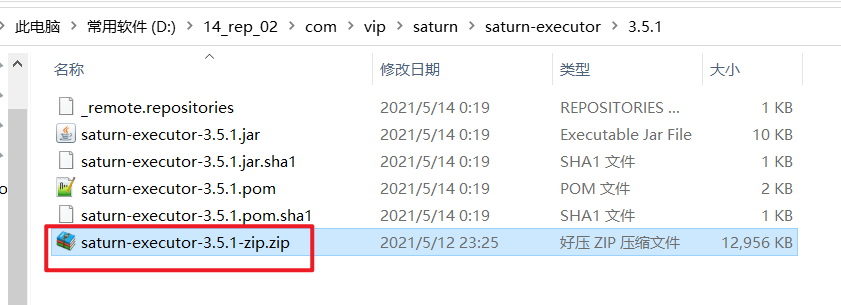 此电脑 > 常用软件 (D:) > 14_rep_02 > com > vip > saturn > saturn-executor > 3.5.1
名称 修改日期 类型 大小
_remote.repositories 2021/5/14 0:19 REPOSITORIES ... 1 KB
saturn-executor-3.5.1.jar 2021/5/14 0:19 Executable Jar File 10 KB
saturn-executor-3.5.1.jar.sha1 2021/5/14 0:19 SHA1 文件 1 KB
saturn-executor-3.5.1.pom 2021/5/14 0:19 POM 文件 2 KB
saturn-executor-3.5.1.pom.sha1 2021/5/14 0:19 SHA1 文件 1 KB
saturn-executor-3.5.1-zip.zip 2021/5/12 23:25 好压 ZIP 压缩文件 12,956 KB